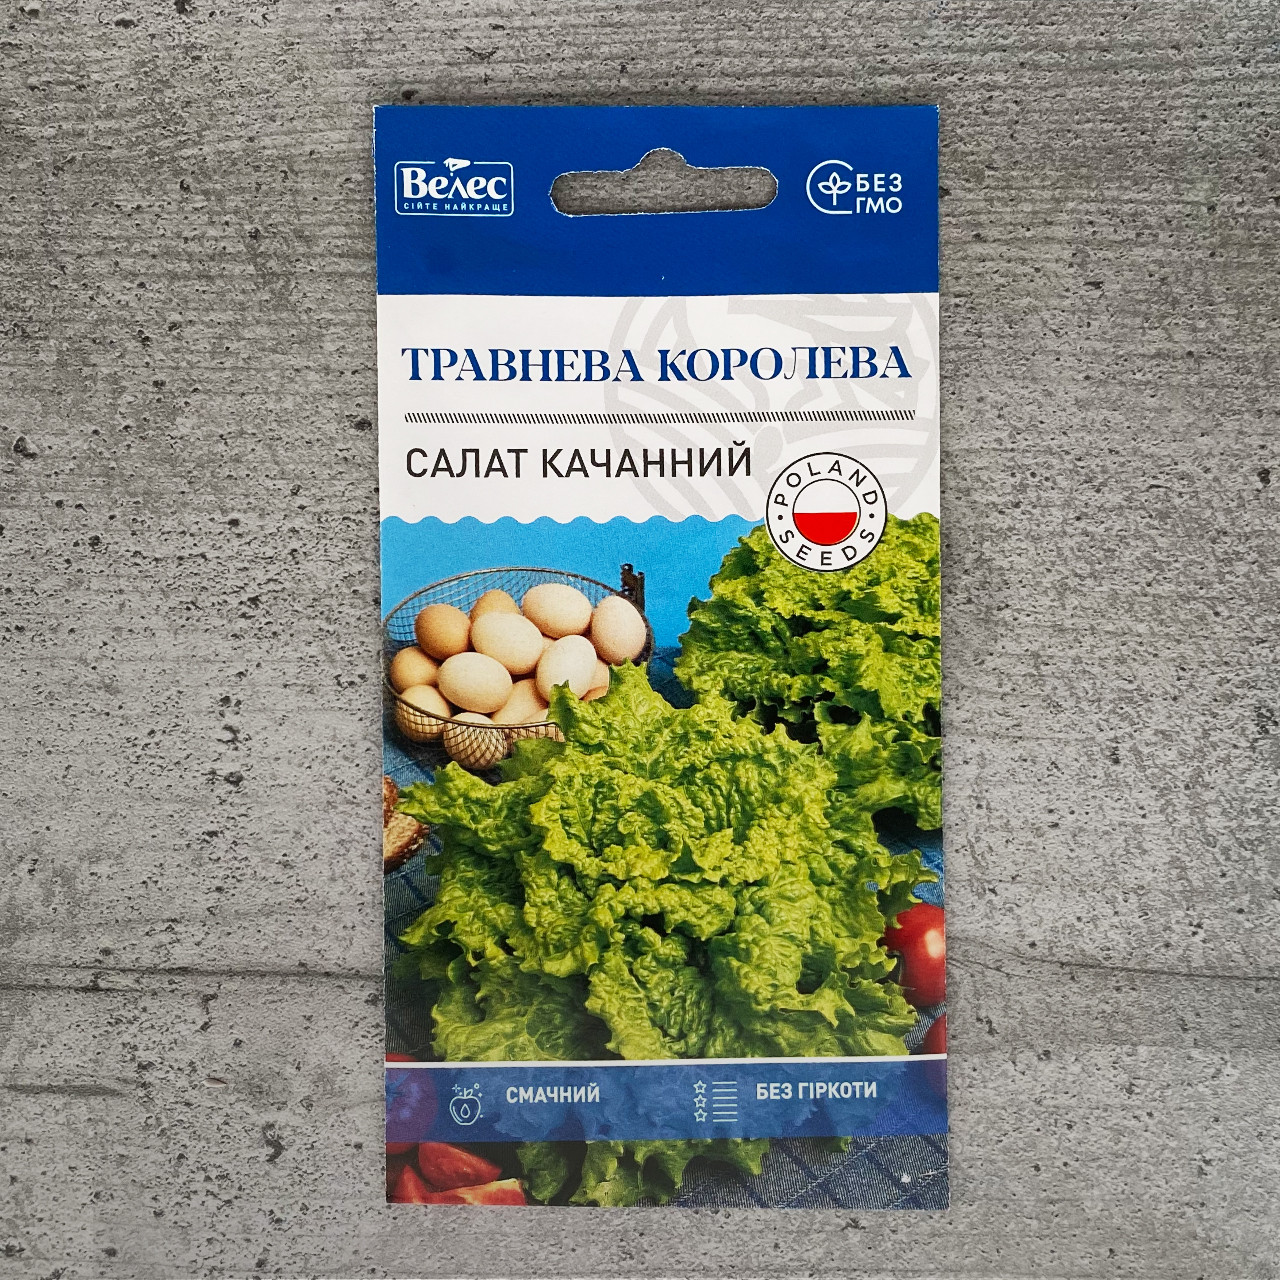 Велес
СІЙТЕ НАЙКРАЩЕ
БЕЗ
ГМО
ТРАВНЕВА КОРОЛЕВА
САЛАТ КАЧАННИЙ
POLAND
SEEDS
СМАЧНИЙ
БЕЗ ГІРКОТИ